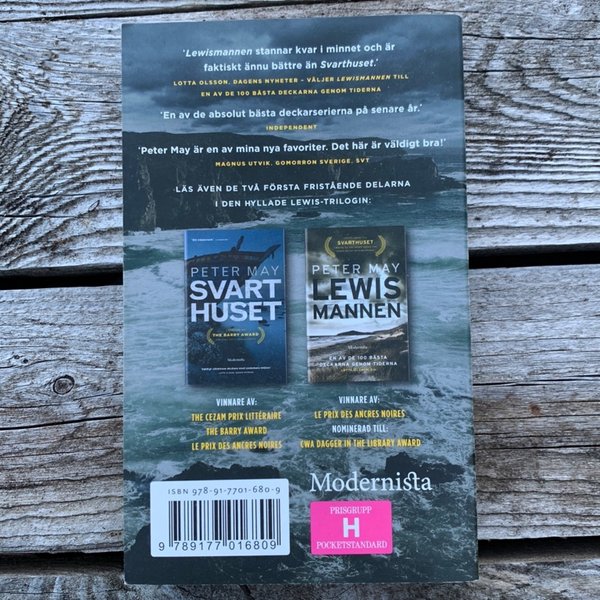 'Lewismannen stannar kvar i minnet och är
faktiskt ännu bättre än Svarthuset.'
LOTTA OLSSON, DAGENS NYHETER – VÄLJER LEWISMANNEN TILL
EN AV DE 100 BÄSTA DECKARNA GENOM TIDERNA
'En av de absolut bästa deckarserierna på senare år.'
INDEPENDENT
'Peter May är en av mina nya favoriter. Det här är väldigt bra!'
MAGNUS UTVIK, GOMORRON SVERIGE, SVT
LÄS ÄVEN DE TVÅ FÖRSTA FRISTÅENDE DELARNA
I DEN HYLLADE LEWIS-TRILOGIN:
PETER MAY
SVART
HUSET
THE BARRY AWARD
Modernista
SVARTHUSET
PETER MAY
LEWIS
MANNEN
Modernista
EN AV DE 100 BÄSTA
DECKARNA GENOM TIDERNA
VINNARE AV:
THE CEZAM PRIX LITTÉRAIRE
THE BARRY AWARD
LE PRIX DES ANCRES NOIRES
VINNARE AV:
LE PRIX DES ANCRES NOIRES
NOMINERAD TILL:
CWA DAGGER IN THE LIBRARY AWARD
ISBN 978-91-7701-680-9
9 789177 016809
Modernista
PRISGRUPP
H
POCKETSTANDARD